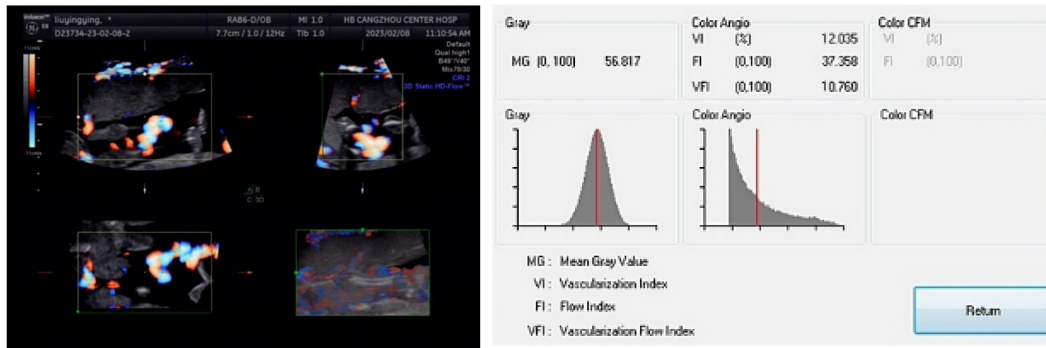 Voluson™
liuyingying, *
RAB6-D/OB
MI 1.0
HB CANGZHOU CENTER HOSP
D23734-23-02-08-2
7.7cm / 1.0 / 12Hz
TIb 1.0
2023/02/08 11:10:54 AM
Default
Qual high1
B48°/V40°
Mix70/30
CRI 2
3D Static HD-Flow™
A B
C 3D
Gray
MG (0, 100) 56.817
Color Angio
VI (%) 12.035
FI (0,100) 37.358
VFI (0,100) 10.760
Color CFM
VI (%)
FI (0,100)
Gray
Color Angio
Color CFM
MG : Mean Gray Value
VI : Vascularization Index
FI : Flow Index
VFI : Vascularization Flow Index
Return